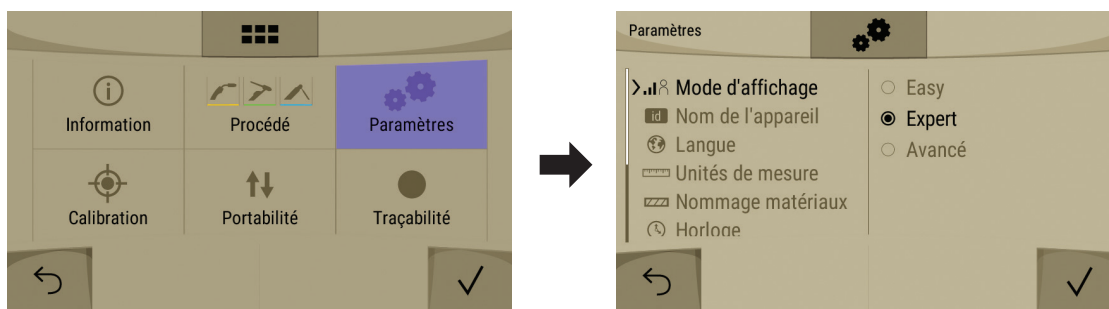 Information
Procédé
Paramètres
Calibration
Portabilité
Traçabilité
Paramètres
Mode d'affichage
id Nom de l'appareil
Langue
Unités de mesure
Nommage matériaux
Horloge
Easy
Expert
Avancé